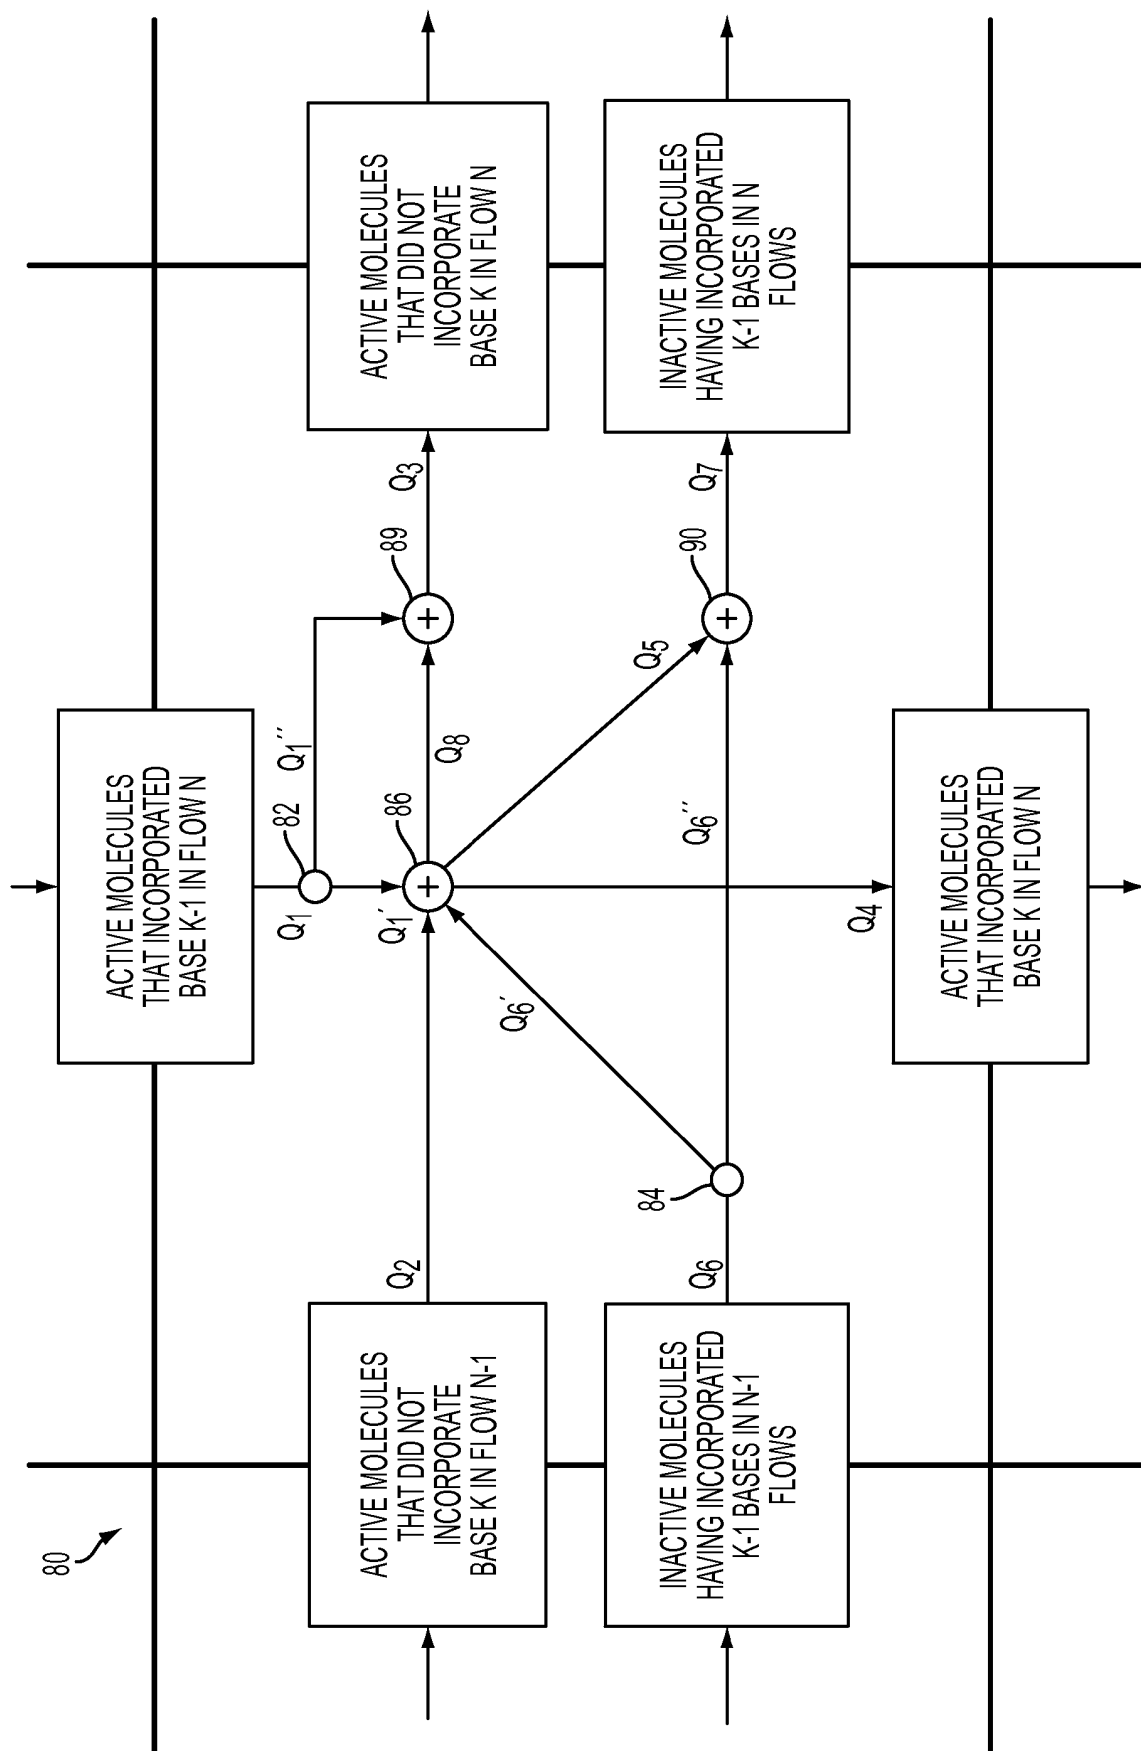 80
ACTIVE MOLECULES
THAT INCORPORATED
BASE K-1 IN FLOW N
Q1
82
Q1''
Q1'
86
Q8
89
Q3
ACTIVE MOLECULES
THAT DID NOT
INCORPORATE
BASE K IN FLOW N-1
Q2
ACTIVE MOLECULES
THAT DID NOT
INCORPORATE
BASE K IN FLOW N
Q6'
Q5
INACTIVE MOLECULES
HAVING INCORPORATED
K-1 BASES IN N-1
FLOWS
Q6
84
Q6''
90
Q7
INACTIVE MOLECULES
HAVING INCORPORATED
K-1 BASES IN N
FLOWS
Q4
ACTIVE MOLECULES
THAT INCORPORATED
BASE K IN FLOW N